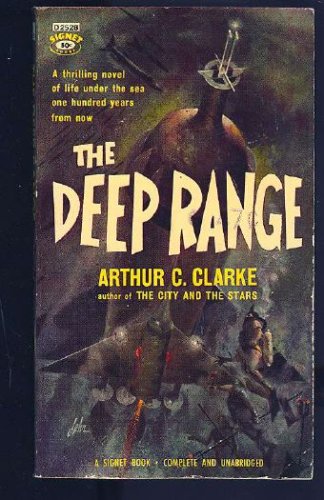 D2528
SIGNET
50¢
BOOKS
A thrilling novel
of life under the sea
one hundred years
from now
THE
DEEP RANGE
ARTHUR C. CLARKE
author of THE CITY AND THE STARS
A SIGNET BOOK • COMPLETE AND UNABRIDGED